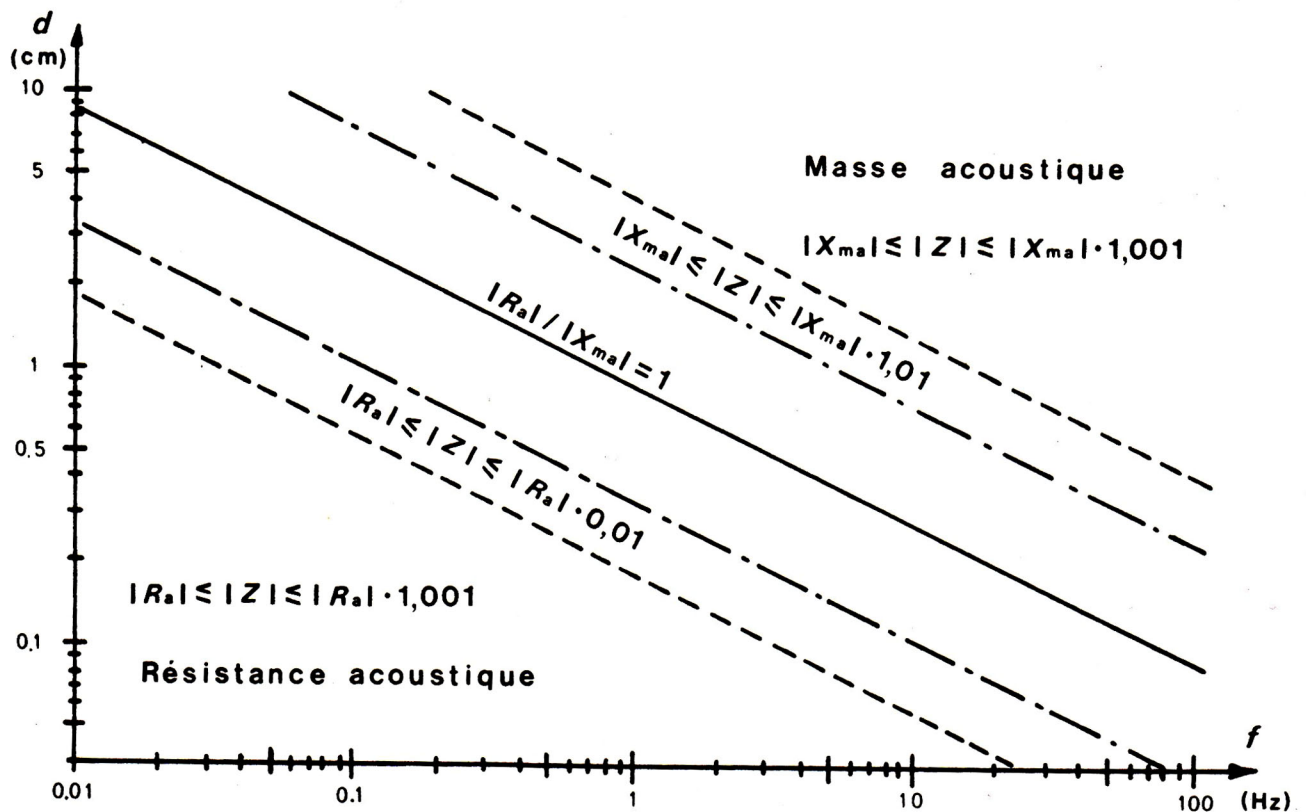 d
(cm)
10
5
1
0.5
0.1
Masse acoustique
|Xma| ≤ |Z| ≤ |Xma| · 1,001
|Xma| ≤ |Z| ≤ |Xma| · 1,01
|Ra| / |Xma| = 1
|Ra| ≤ |Z| ≤ |Ra| · 0,01
|Ra| ≤ |Z| ≤ |Ra| · 1,001
Résistance acoustique
f
0.01 0.1 1 10 100 (Hz)